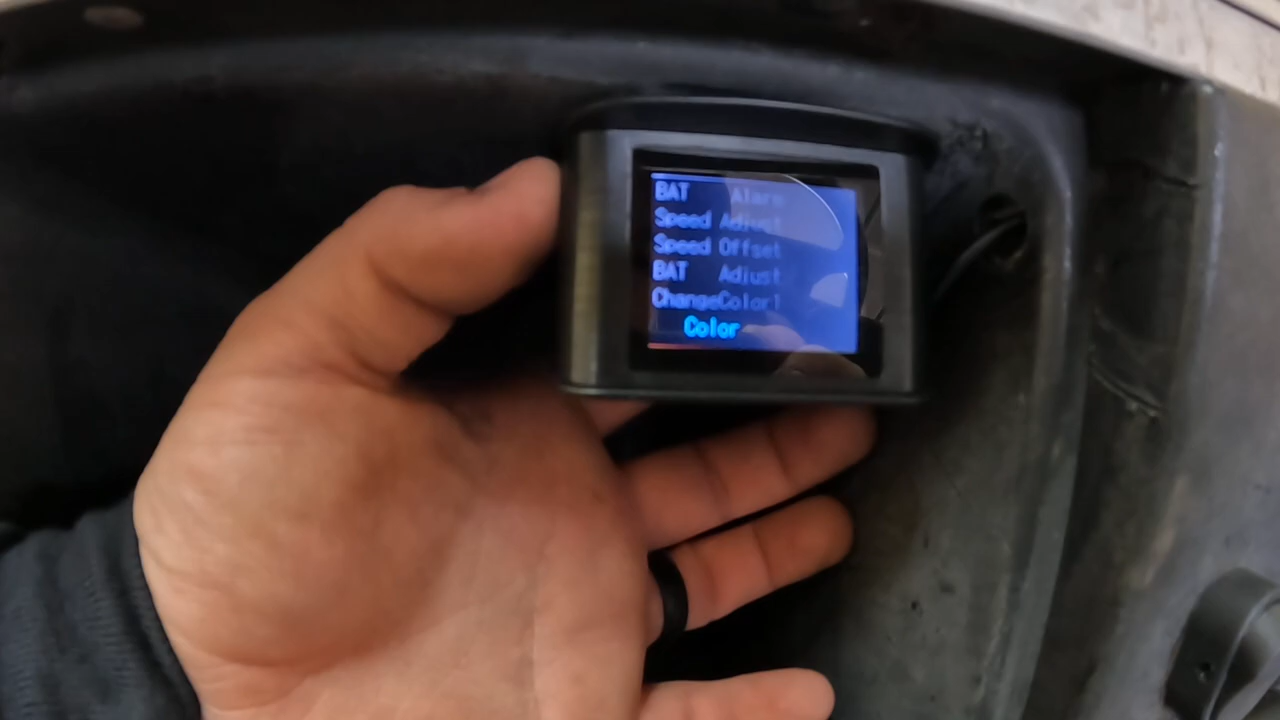 BAT Alarm
Speed Adjust
Speed Offset
BAT Adjust
ChangeColor1
Color